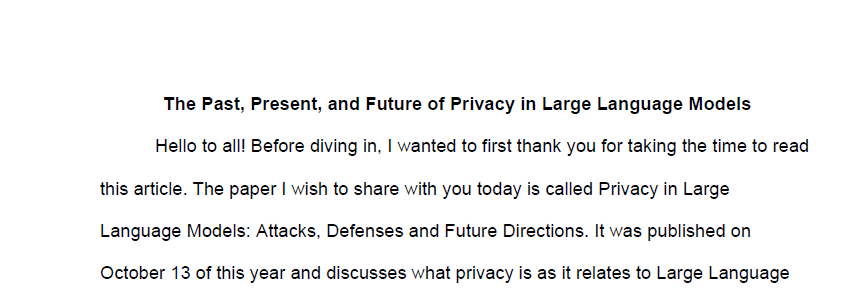 The Past, Present, and Future of Privacy in Large Language Models
Hello to all! Before diving in, I wanted to first thank you for taking the time to read
this article. The paper I wish to share with you today is called Privacy in Large
Language Models: Attacks, Defenses and Future Directions. It was published on
October 13 of this year and discusses what privacy is as it relates to Large Language